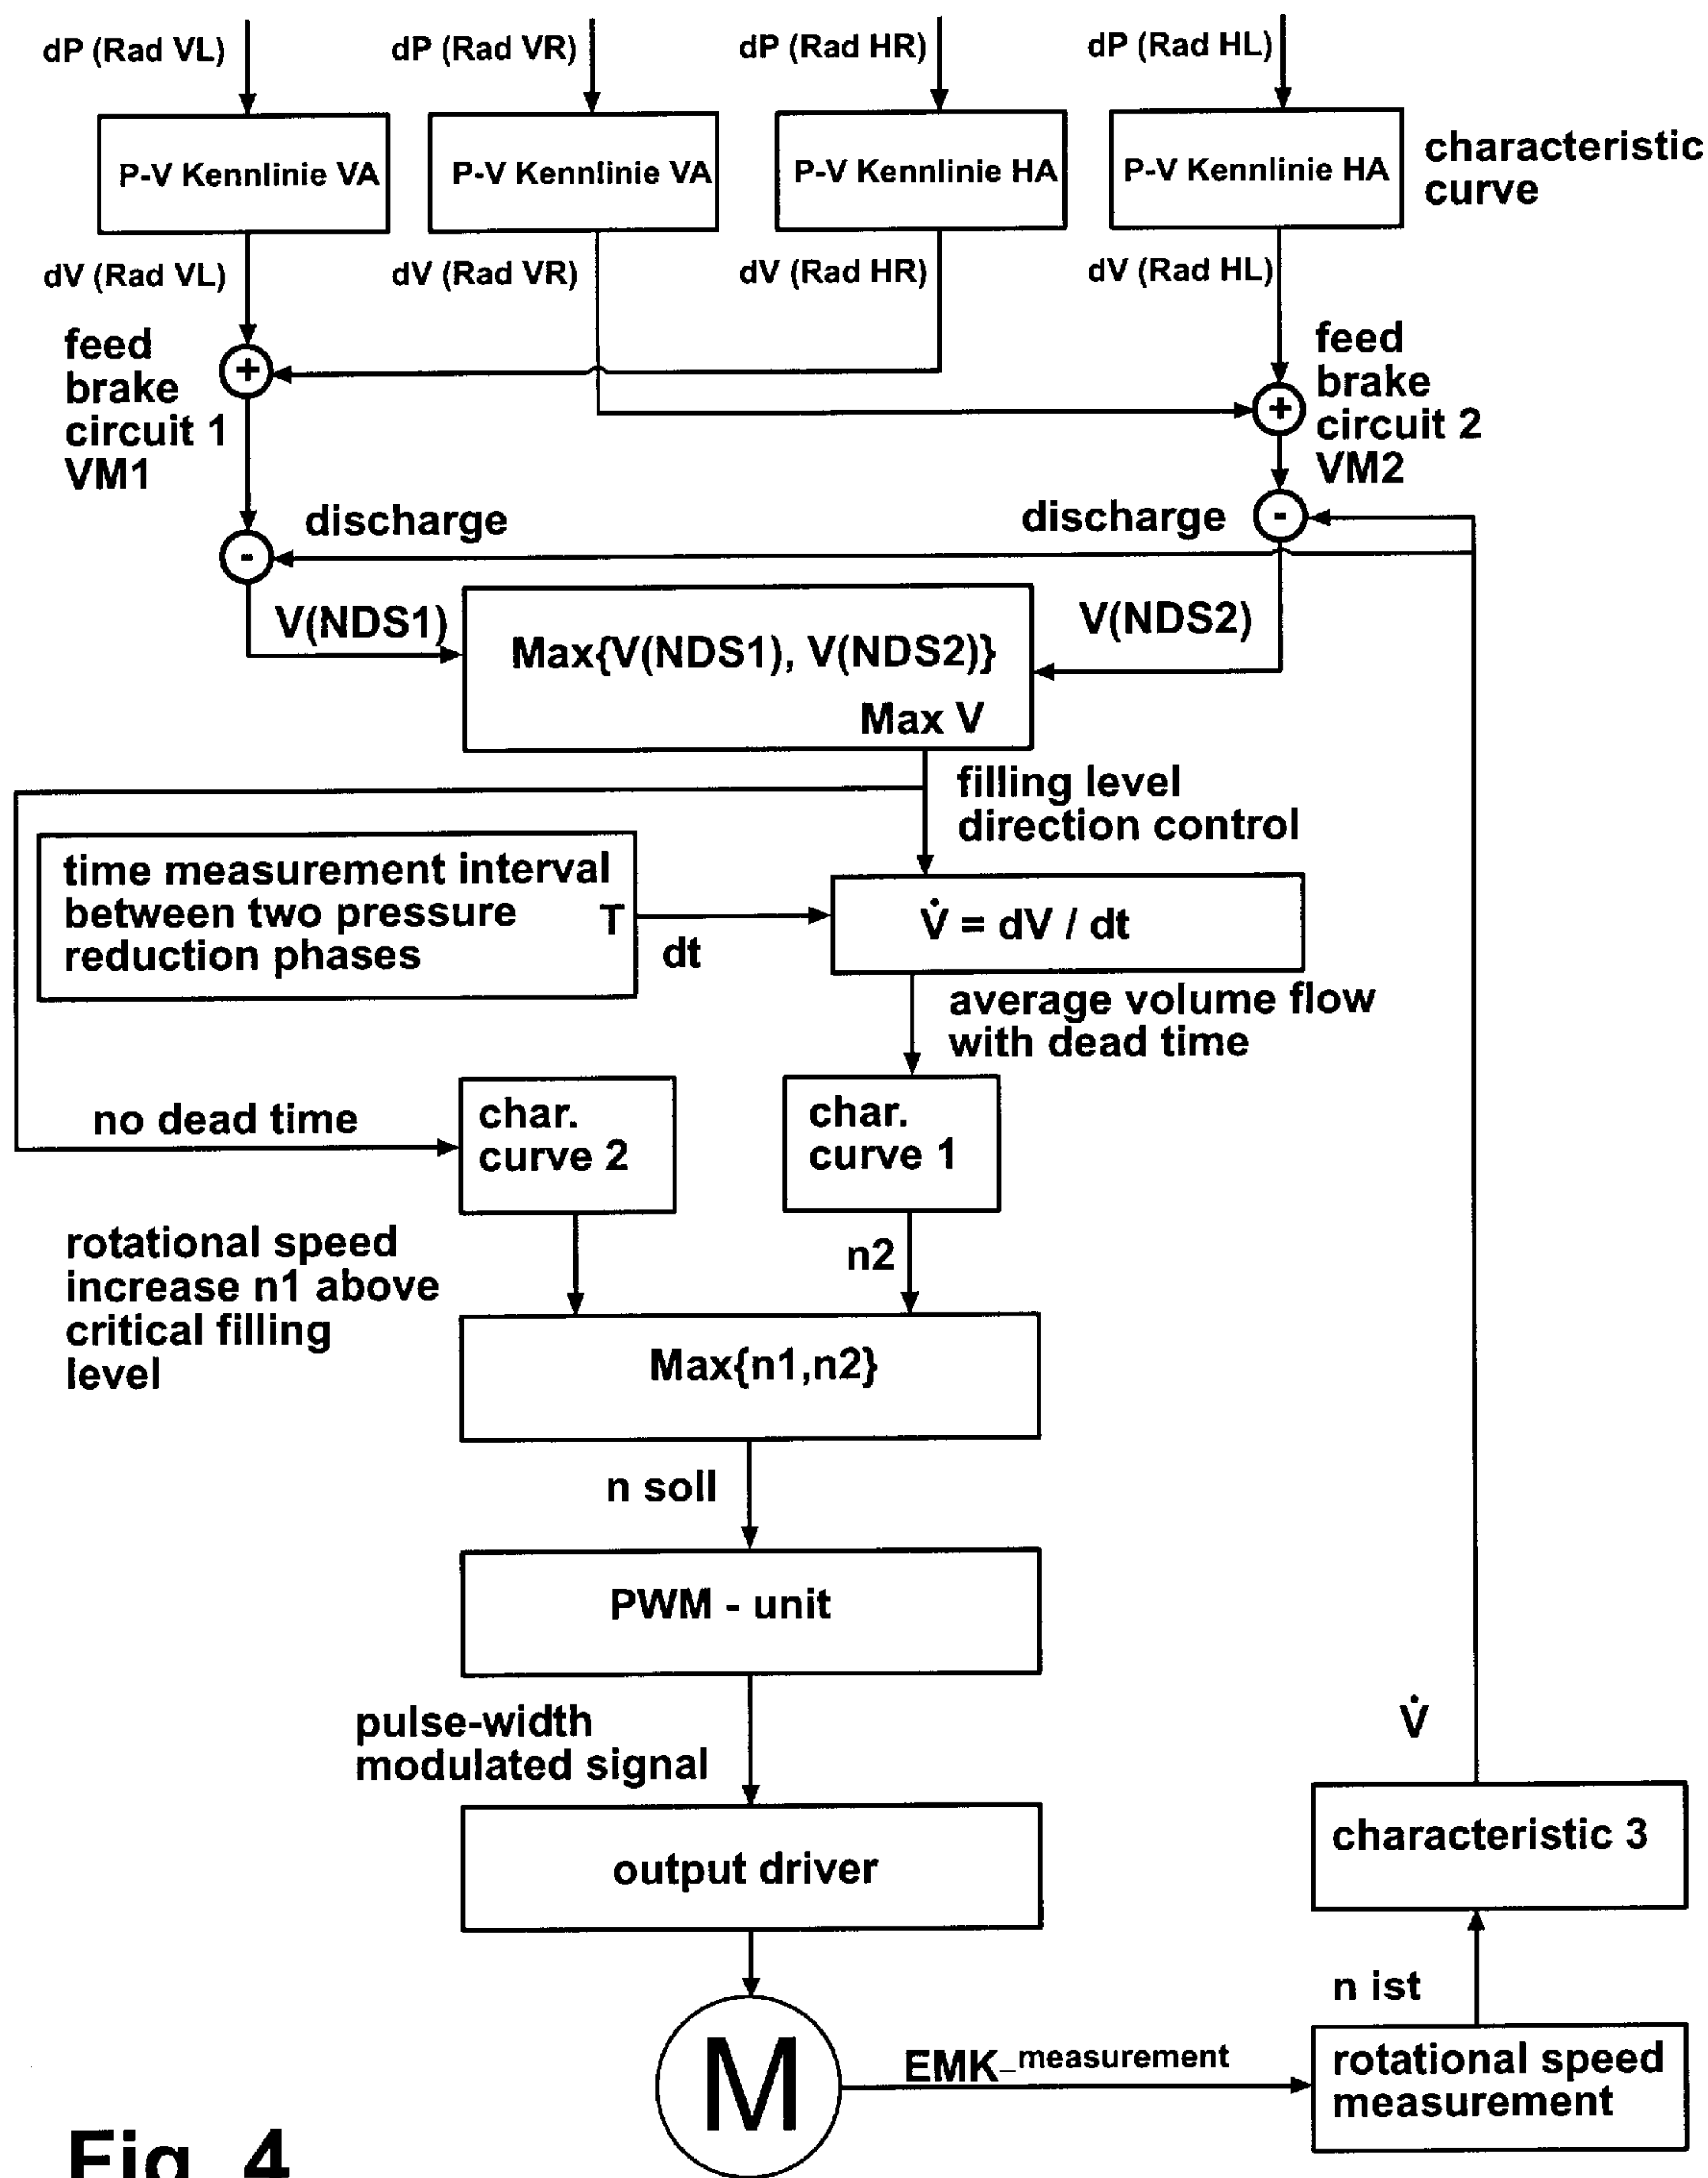 dP (Rad VL)
dP (Rad VR)
dP (Rad HR)
dP (Rad HL)
P-V Kennlinie VA
P-V Kennlinie VA
P-V Kennlinie HA
P-V Kennlinie HA
characteristic
curve
dV (Rad VL)
dV (Rad VR)
dV (Rad HR)
dV (Rad HL)
feed
brake
circuit 1
VM1
+
feed
brake
circuit 2
VM2
+
discharge
-
discharge
-
V(NDS1)
Max{V(NDS1), V(NDS2)}
Max V
V(NDS2)
filling level
direction control
time measurement interval
between two pressure
reduction phases
T
dt
V̇ = dV / dt
average volume flow
with dead time
no dead time
char.
curve 2
char.
curve 1
rotational speed
increase n1 above
critical filling
level
n2
Max{n1,n2}
n soll
PWM - unit
pulse-width
modulated signal
V̇
output driver
characteristic 3
n ist
M
EMK_measurement
rotational speed
measurement
Fig. 4